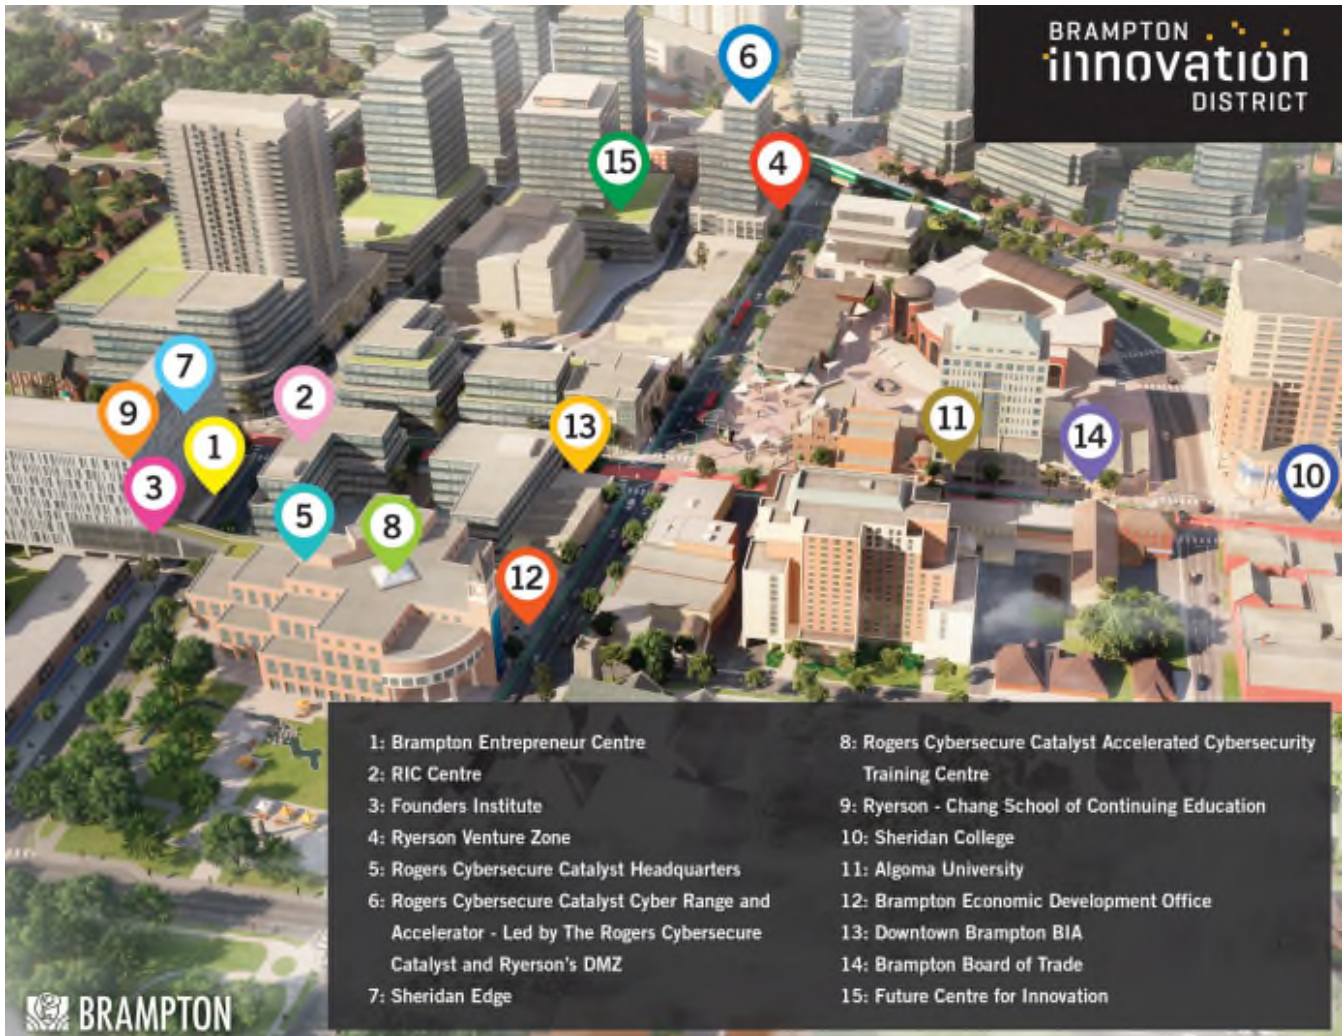 BRAMPTON
innovation
DISTRICT
6
15
4
7
2
9
1
13
11
14
3
10
5
8
12
1: Brampton Entrepreneur Centre
2: RIC Centre
3: Founders Institute
4: Ryerson Venture Zone
5: Rogers Cybersecure Catalyst Headquarters
6: Rogers Cybersecure Catalyst Cyber Range and
Accelerator - Led by The Rogers Cybersecure
Catalyst and Ryerson's DMZ
7: Sheridan Edge
8: Rogers Cybersecure Catalyst Accelerated Cybersecurity
Training Centre
9: Ryerson - Chang School of Continuing Education
10: Sheridan College
11: Algoma University
12: Brampton Economic Development Office
13: Downtown Brampton BIA
14: Brampton Board of Trade
15: Future Centre for Innovation
BRAMPTON